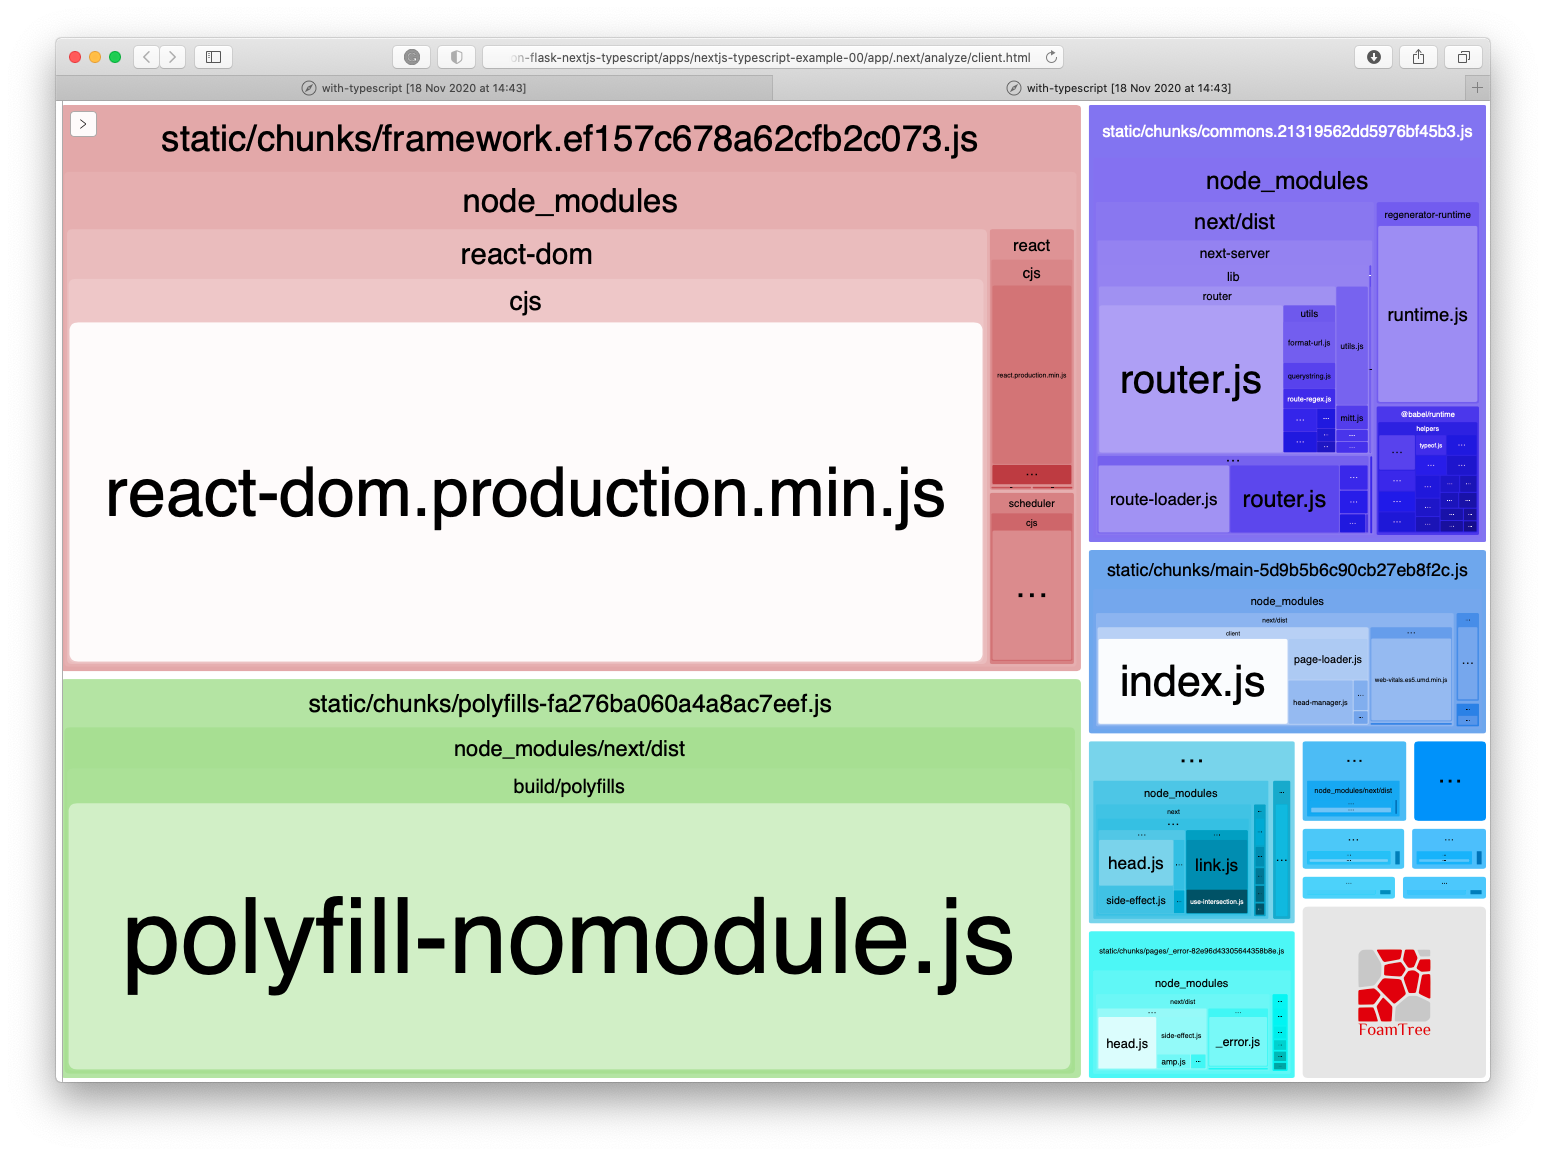 on-flask-nextjs-typescript/apps/nextjs-typescript-example-00/app/.next/analyze/client.html
with-typescript [18 Nov 2020 at 14:43]
with-typescript [18 Nov 2020 at 14:43]
static/chunks/framework.ef157c678a62cfb2c073.js
node_modules
react-dom
cjs
react-dom.production.min.js
react
cjs
react.production.min.js
...
scheduler
cjs
...
static/chunks/polyfills-fa276ba060a4a8ac7eef.js
node_modules/next/dist
build/polyfills
polyfill-nomodule.js
static/chunks/commons.21319562dd5976bf45b3.js
node_modules
next/dist
next-server
lib
router
router.js
utils
format-url.js
querystring.js
route-regex.js
utils.js
mitt.js
...
route-loader.js
router.js
regenerator-runtime
runtime.js
@babel/runtime
helpers
...
typeof.js
static/chunks/main-5d9b5b6c90cb27eb8f2c.js
node_modules
next/dist
client
index.js
page-loader.js
head-manager.js
...
web-vitals.es5.umd.min.js
...
...
node_modules
next
...
head.js
side-effect.js
link.js
use-intersection.js
...
node_modules/next/dist
...
static/chunks/pages/_error-82e96d43305644358b8e.js
node_modules
next/dist
...
head.js
side-effect.js
amp.js
...
_error.js
FoamTree